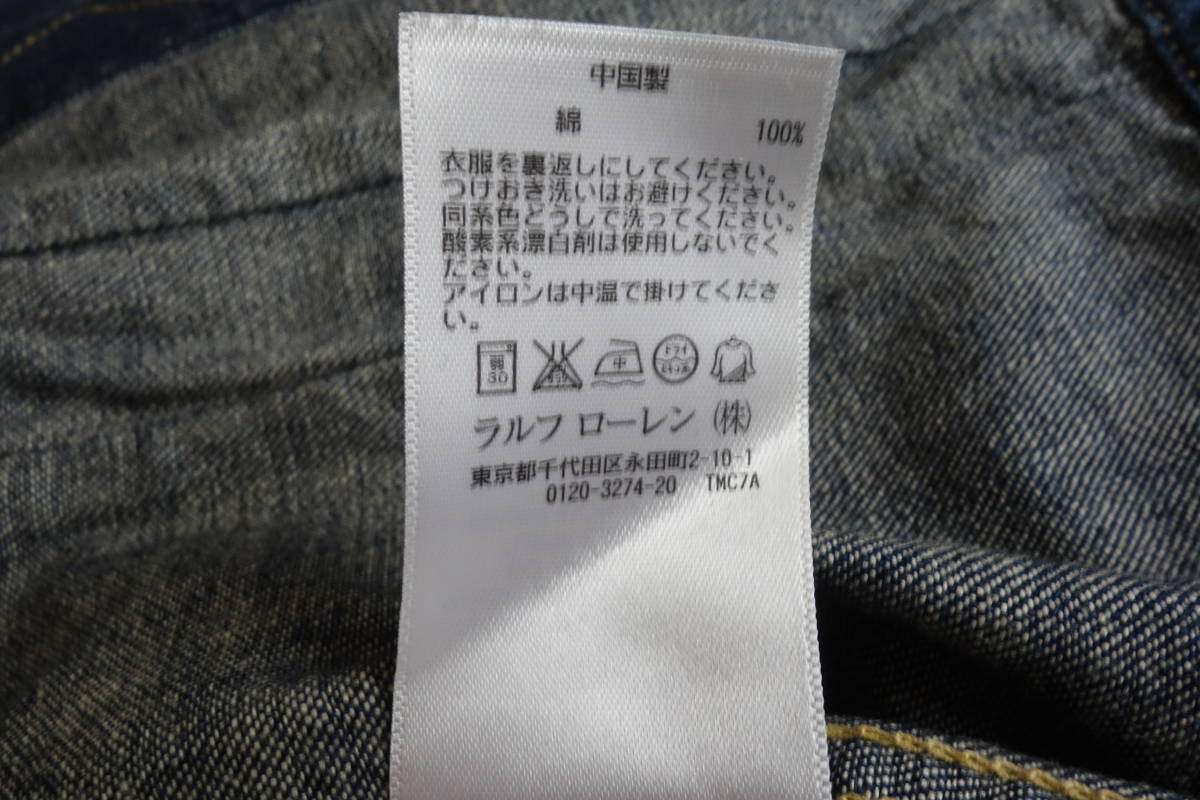 中国製
綿 100%
衣服を裏返しにしてください。
つけおき洗いはお避けください。
同系色どうしで洗ってください。
酸素系漂白剤は使用しないでく
ださい。
アイロンは中温で掛けてくださ
い。
弱 30 中 ドライ
ラルフ ローレン (株)
東京都千代田区永田町2-10-1
0120-3274-20 TMC7A